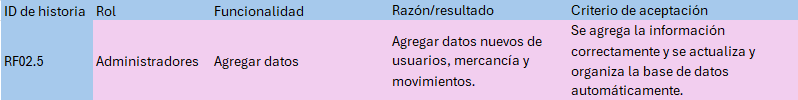 ID de historia Rol Funcionalidad Razón/resultado Criterio de aceptación
RF02.5
Administradores
Agregar datos
Agregar datos nuevos de
usuarios, mercancía y
movimientos.
Se agrega la información
correctamente y se actualiza y
organiza la base de datos
automáticamente.